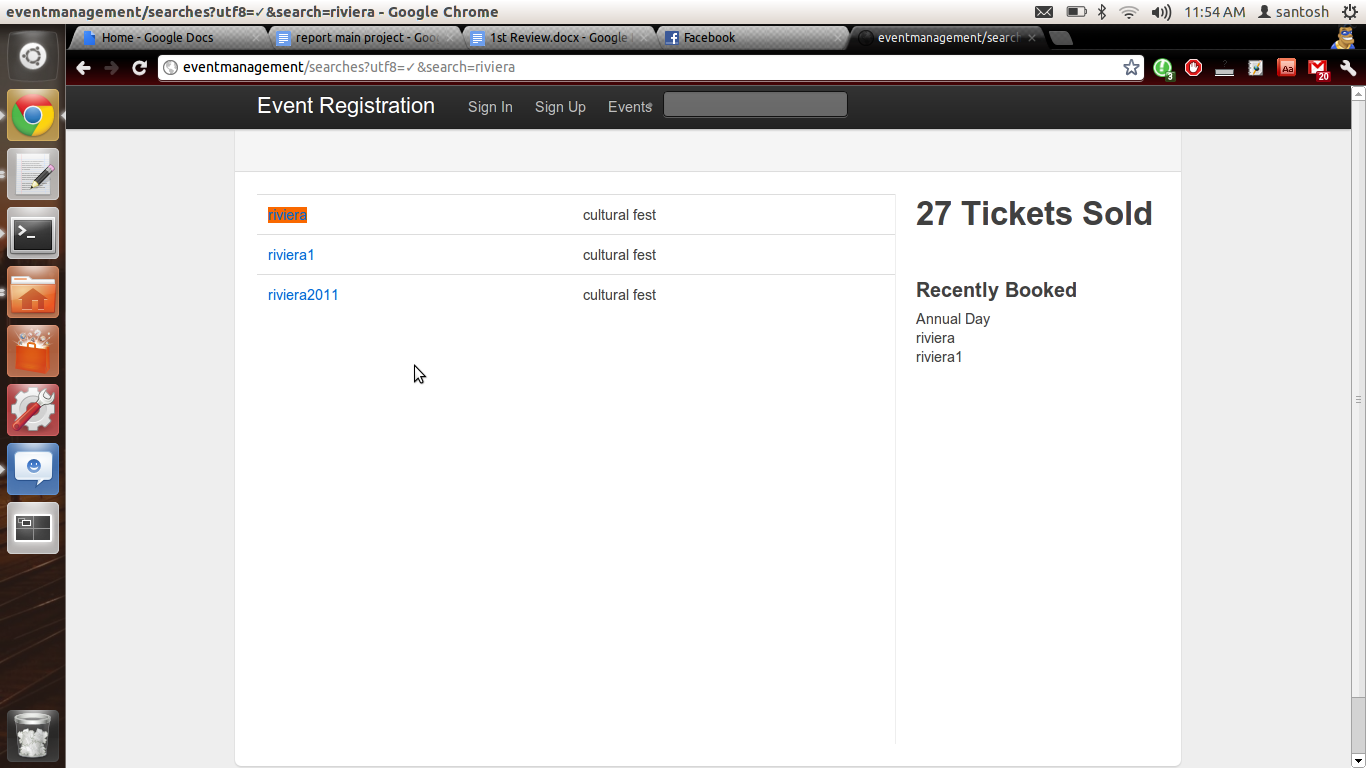 eventmanagement/searches?utf8=✓&search=riviera - Google Chrome
11:54 AM santosh
Home - Google Docs
report main project - Goo
1st Review.docx - Google
Facebook
eventmanagement/search
eventmanagement/searches?utf8=✓&search=riviera
3
Aa
20
Event Registration Sign In Sign Up Events
riviera cultural fest
riviera1 cultural fest
riviera2011 cultural fest
27 Tickets Sold
Recently Booked
Annual Day
riviera
riviera1